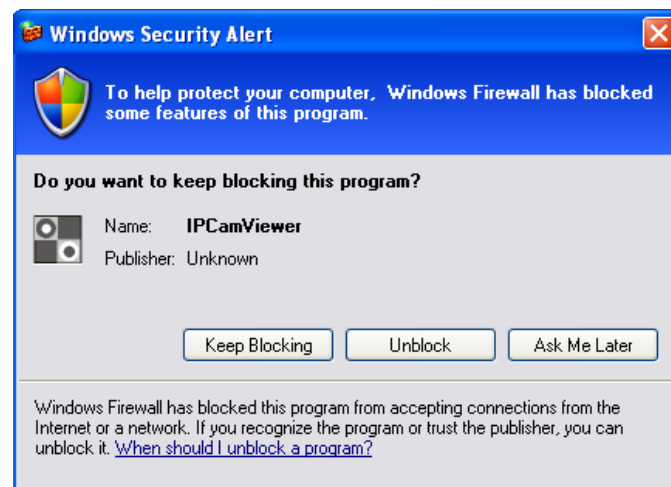 Windows Security Alert
To help protect your computer, Windows Firewall has blocked
some features of this program.
Do you want to keep blocking this program?
Name: IPCamViewer
Publisher: Unknown
Keep Blocking Unblock Ask Me Later
Windows Firewall has blocked this program from accepting connections from the
Internet or a network. If you recognize the program or trust the publisher, you can
unblock it. When should I unblock a program?